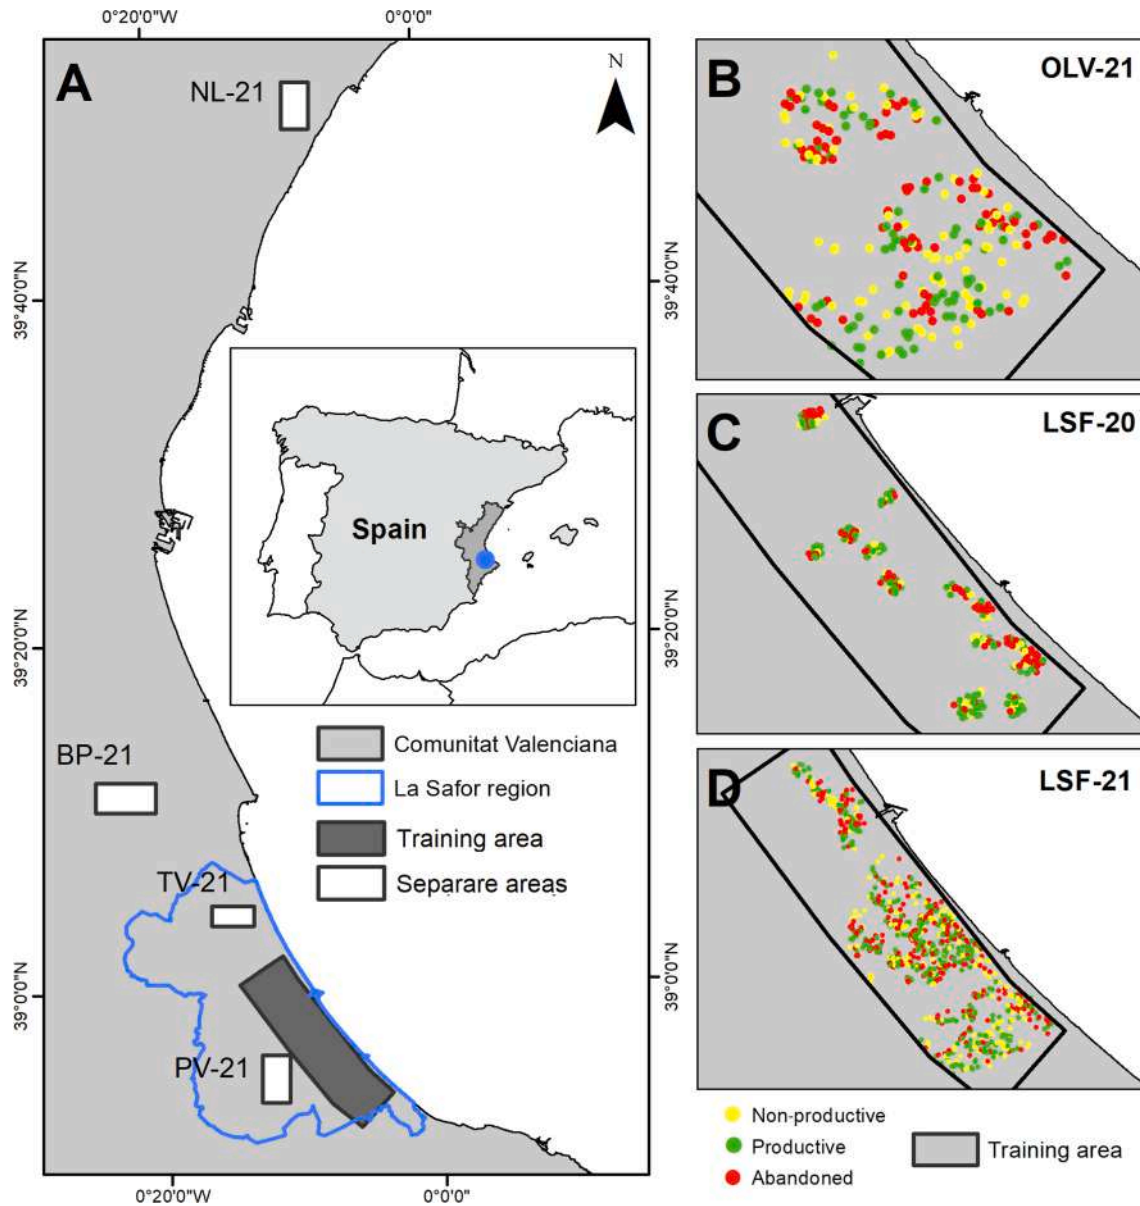 0°20'0"W
0°0'0"
A
NL-21
N
39°40'0"N
39°40'0"N
Spain
39°20'0"N
39°20'0"N
Comunitat Valenciana
La Safor region
Training area
Separare areas
BP-21
TV-21
PV-21
39°0'0"N
39°0'0"N
0°20'0"W
0°0'0"
B
OLV-21
C
LSF-20
D
LSF-21
Non-productive
Productive
Abandoned
Training area